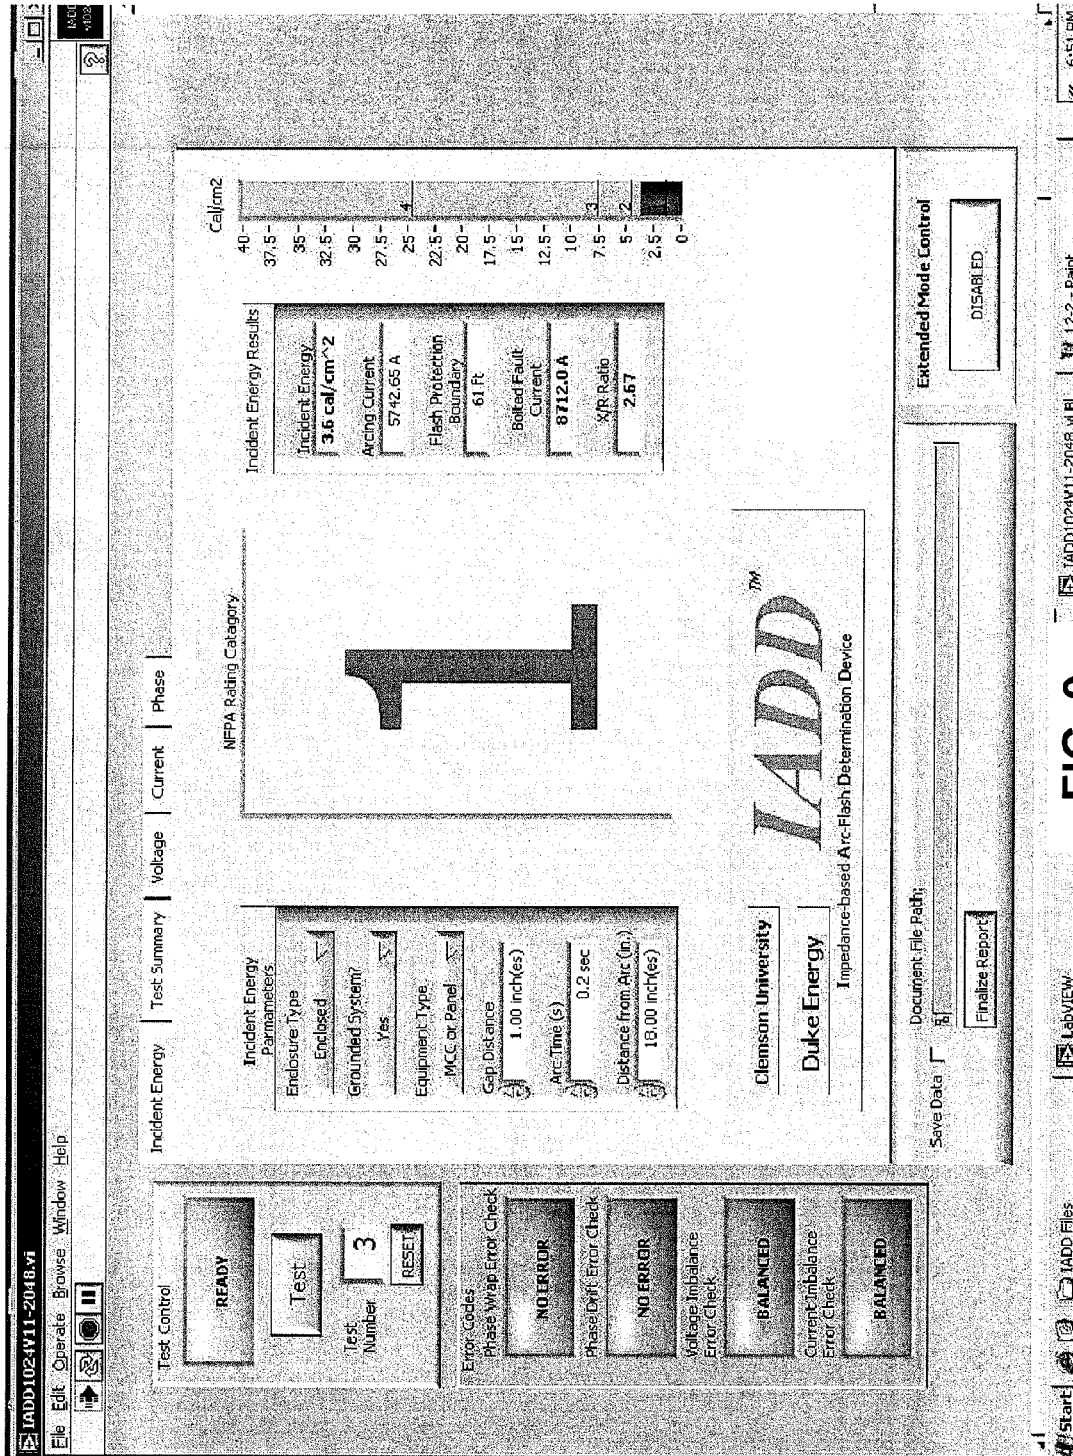 IADD1024V11-2048.vi
File Edit Operate Browse Window Help
IADD
?
Test Control
READY
Test
Test
Number
3
RESET
Error Codes
Phase Wrap Error Check
NO ERROR
Phase Drift Error Check
NO ERROR
Voltage Imbalance
Error Check
BALANCED
Current Imbalance
Error Check
BALANCED
Incident Energy
Test Summary
Voltage
Current
Phase
Incident Energy
Parmameters
Enclosure Type
Enclosed
Grounded System?
Yes
Equipment Type
MCC or Panel
Gap Distance
1.00 inch(es)
Arc Time (s)
0.2 sec
Distance from Arc (in.)
18.00 inch(es)
NFPA Rating Catagory
1
Incident Energy Results
Incident Energy
3.6 cal/cm^2
Arcing Current
5742.65 A
Flash Protection
Boundary
61 Ft
Bolted Fault
Current
8712.0 A
X/R Ratio
2.67
Cal/cm2
40-
37.5-
35-
32.5-
30-
27.5-
25-
22.5-
20-
17.5-
15-
12.5-
10-
7.5-
5-
2.5-
0-
4
3
2
Clemson University
Duke Energy
IADD™
Impedance-based Arc-Flash Determination Device
Save Data
Document File Path:
Finalize Report
Extended Mode Control
DISABLED
Start
IADD Files
LabVIEW
IADD1024V11-2048.vi
12-2 - Paint
6:51 PM